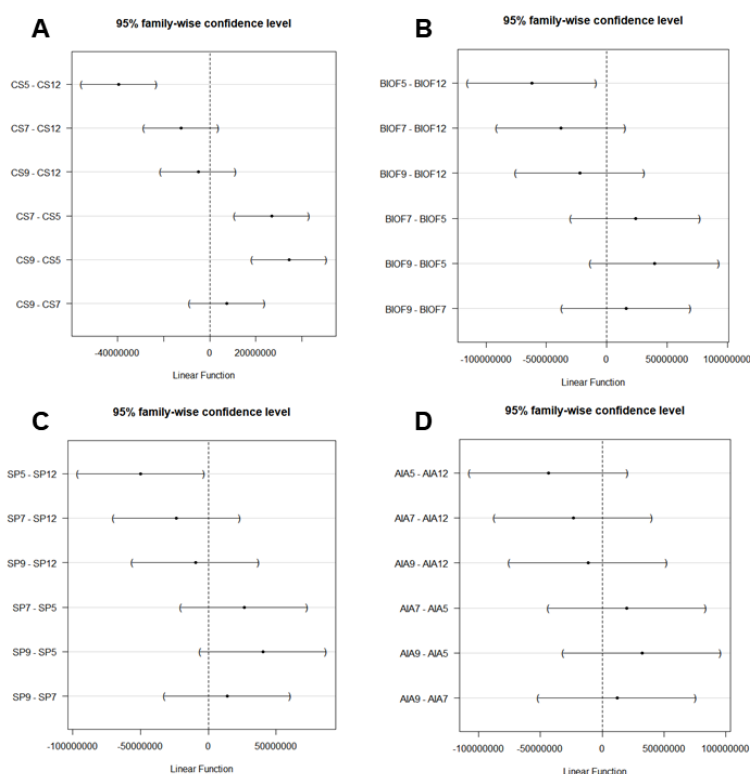 A
95% family-wise confidence level
CS5 - CS12
CS7 - CS12
CS9 - CS12
CS7 - CS5
CS9 - CS5
CS9 - CS7
-40000000 0 20000000
Linear Function
B
95% family-wise confidence level
BIOF5 - BIOF12
BIOF7 - BIOF12
BIOF9 - BIOF12
BIOF7 - BIOF5
BIOF9 - BIOF5
BIOF9 - BIOF7
-100000000 -50000000 0 50000000 100000000
Linear Function
C
95% family-wise confidence level
SP5 - SP12
SP7 - SP12
SP9 - SP12
SP7 - SP5
SP9 - SP5
SP9 - SP7
-100000000 -50000000 0 50000000
Linear Function
D
95% family-wise confidence level
AIA5 - AIA12
AIA7 - AIA12
AIA9 - AIA12
AIA7 - AIA5
AIA9 - AIA5
AIA9 - AIA7
-100000000 -50000000 0 50000000 100000000
Linear Function